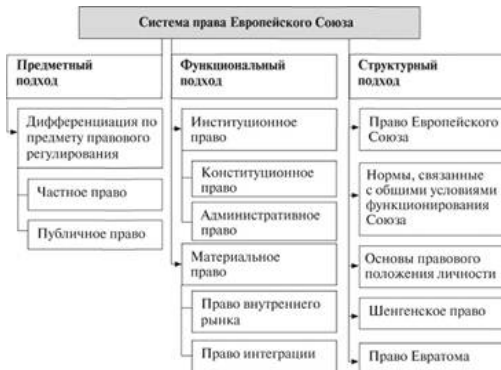 Система права Европейского Союза
Предметный
подход
Дифференциация по
предмету правового
регулирования
Частное право
Публичное право
Функциональный
подход
Институционное
право
Конституционное
право
Административное
право
Материальное
право
Право внутреннего
рынка
Право интеграции
Структурный
подход
Право Европейского
Союза
Нормы, связанные
с общими условиями
функционирования
Союза
Основы правового
положения личности
Шенгенское право
Право Евратома